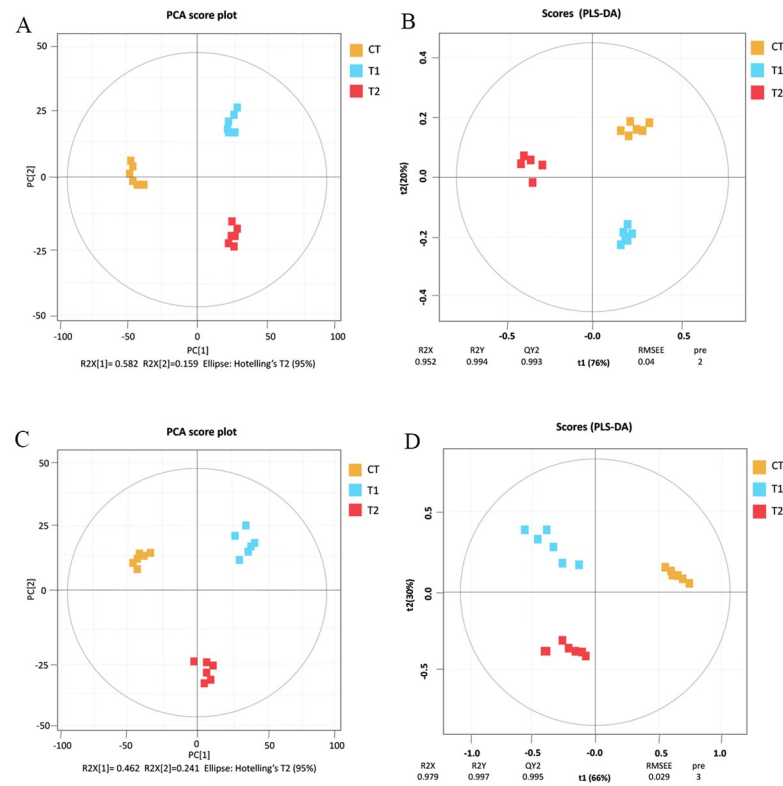 A
PCA score plot
50
25
0
-25
-50
PC[2]
-100
-50
0
50
100
PC[1]
R2X[1]= 0.582 R2X[2]=0.159 Ellipse: Hotelling's T2 (95%)
CT
T1
T2
B
Scores (PLS-DA)
0.4
0.2
0.0
-0.2
-0.4
t2(20%)
-0.5
-0.0
0.5
R2X R2Y QY2 RMSEE pre
0.952 0.994 0.993 t1 (76%) 0.04 2
CT
T1
T2
C
PCA score plot
50
25
0
-25
-50
PC[2]
-100
-50
0
50
100
PC[1]
R2X[1]= 0.462 R2X[2]=0.241 Ellipse: Hotelling's T2 (95%)
CT
T1
T2
D
Scores (PLS-DA)
0.5
0.0
-0.5
t2(30%)
-1.0
-0.5
-0.0
0.5
1.0
R2X R2Y QY2 RMSEE pre
0.979 0.997 0.995 t1 (66%) 0.029 3
CT
T1
T2